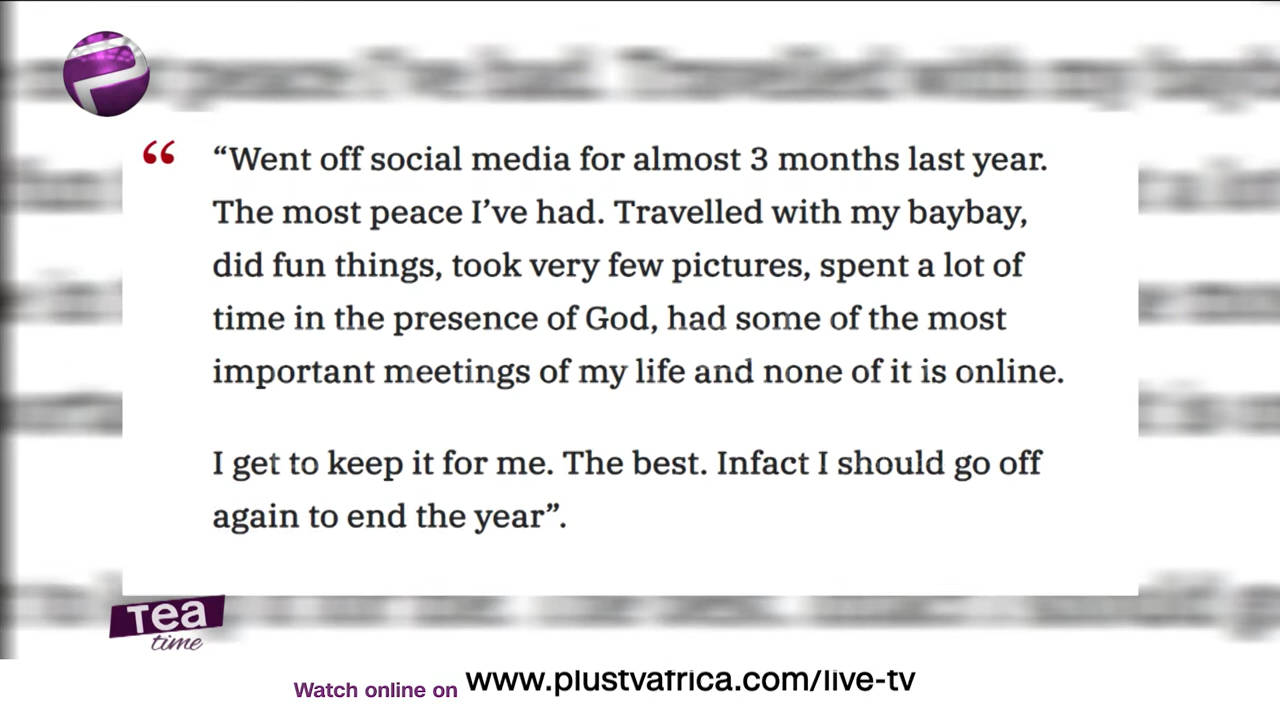 “
“Went off social media for almost 3 months last year.
The most peace I’ve had. Travelled with my baybay,
did fun things, took very few pictures, spent a lot of
time in the presence of God, had some of the most
important meetings of my life and none of it is online.
I get to keep it for me. The best. Infact I should go off
again to end the year”.
Tea
time
Watch online on www.plustvafrica.com/live-tv